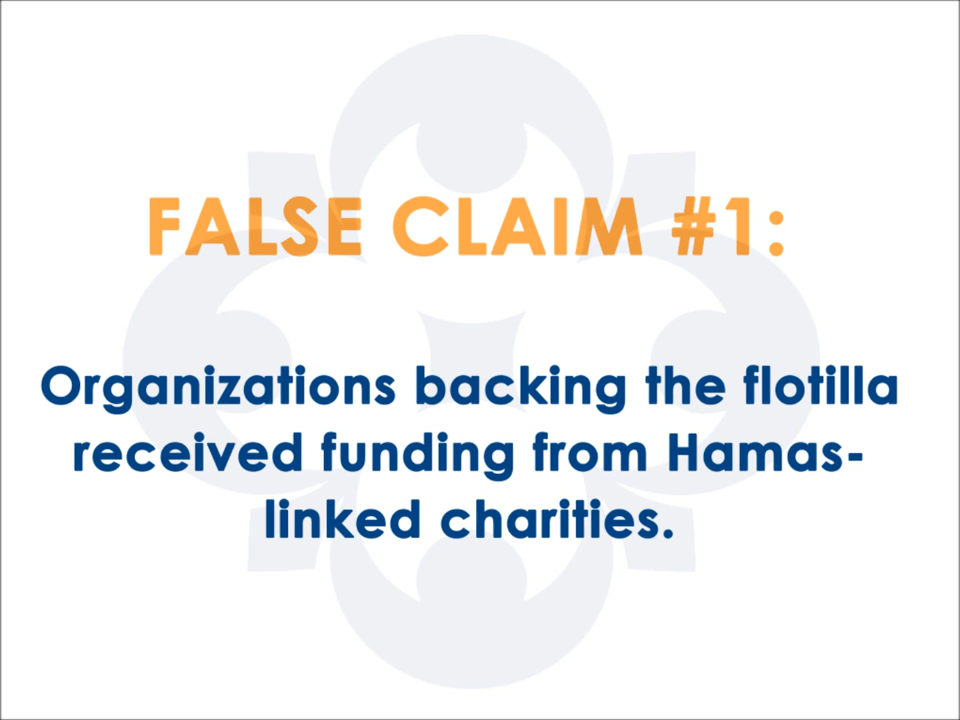 FALSE CLAIM #1:
Organizations backing the flotilla
received funding from Hamas-
linked charities.